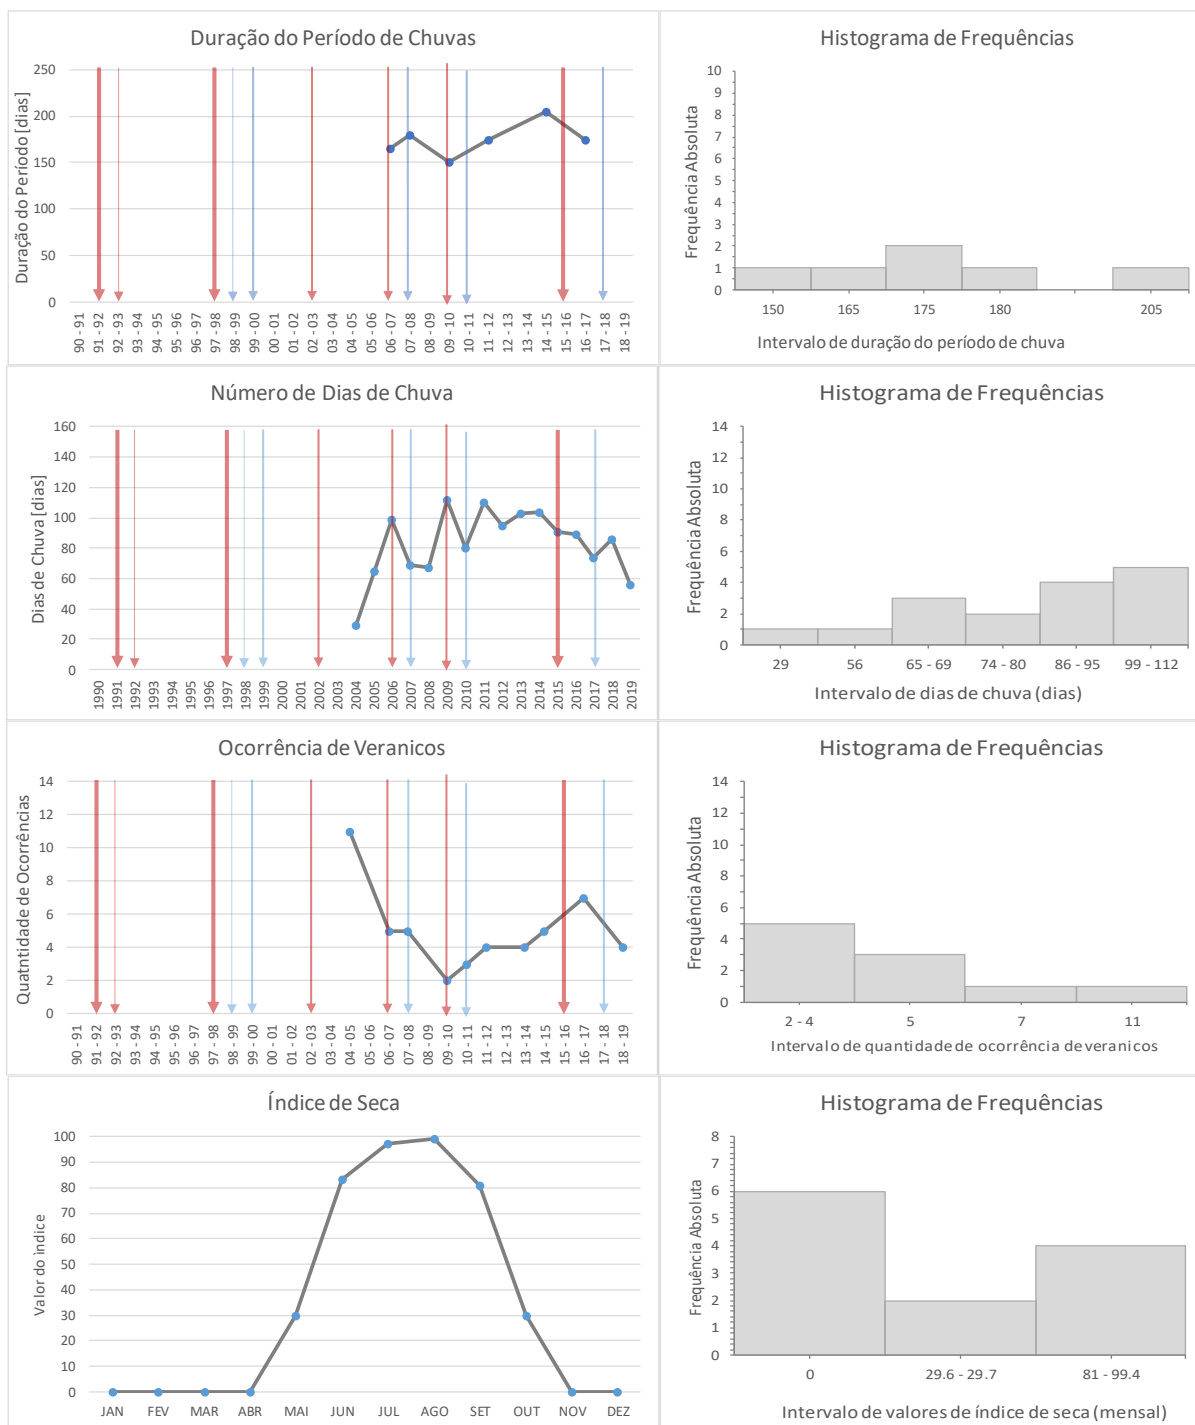 Duração do Período de Chuvas
Duração do Período [dias]
250
200
150
100
50
0
90 - 91
91 - 92
92 - 93
93 - 94
94 - 95
95 - 96
96 - 97
97 - 98
98 - 99
99 - 00
00 - 01
01 - 02
02 - 03
03 - 04
04 - 05
05 - 06
06 - 07
07 - 08
08 - 09
09 - 10
10 - 11
11 - 12
12 - 13
13 - 14
14 - 15
15 - 16
16 - 17
17 - 18
18 - 19
Histograma de Frequências
Frequência Absoluta
10
9
8
7
6
5
4
3
2
1
0
150 165 175 180 205
Intervalo de duração do período de chuva
Número de Dias de Chuva
Dias de Chuva [dias]
160
140
120
100
80
60
40
20
0
1990
1991
1992
1993
1994
1995
1996
1997
1998
1999
2000
2001
2002
2003
2004
2005
2006
2007
2008
2009
2010
2011
2012
2013
2014
2015
2016
2017
2018
2019
Histograma de Frequências
Frequência Absoluta
14
12
10
8
6
4
2
0
29 56 65 - 69 74 - 80 86 - 95 99 - 112
Intervalo de dias de chuva (dias)
Ocorrência de Veranicos
Quatntidade de Ocorrências
14
12
10
8
6
4
2
0
90 - 91
91 - 92
92 - 93
93 - 94
94 - 95
95 - 96
96 - 97
97 - 98
98 - 99
99 - 00
00 - 01
01 - 02
02 - 03
03 - 04
04 - 05
05 - 06
06 - 07
07 - 08
08 - 09
09 - 10
10 - 11
11 - 12
12 - 13
13 - 14
14 - 15
15 - 16
16 - 17
17 - 18
18 - 19
Histograma de Frequências
Frequência Absoluta
14
12
10
8
6
4
2
0
2 - 4 5 7 11
Intervalo de quantidade de ocorrência de veranicos
Índice de Seca
Valor do índice
100
90
80
70
60
50
40
30
20
10
0
JAN FEV MAR ABR MAI JUN JUL AGO SET OUT NOV DEZ
Histograma de Frequências
Frequência Absoluta
8
7
6
5
4
3
2
1
0
0 29.6 - 29.7 81 - 99.4
Intervalo de valores de índice de seca (mensal)